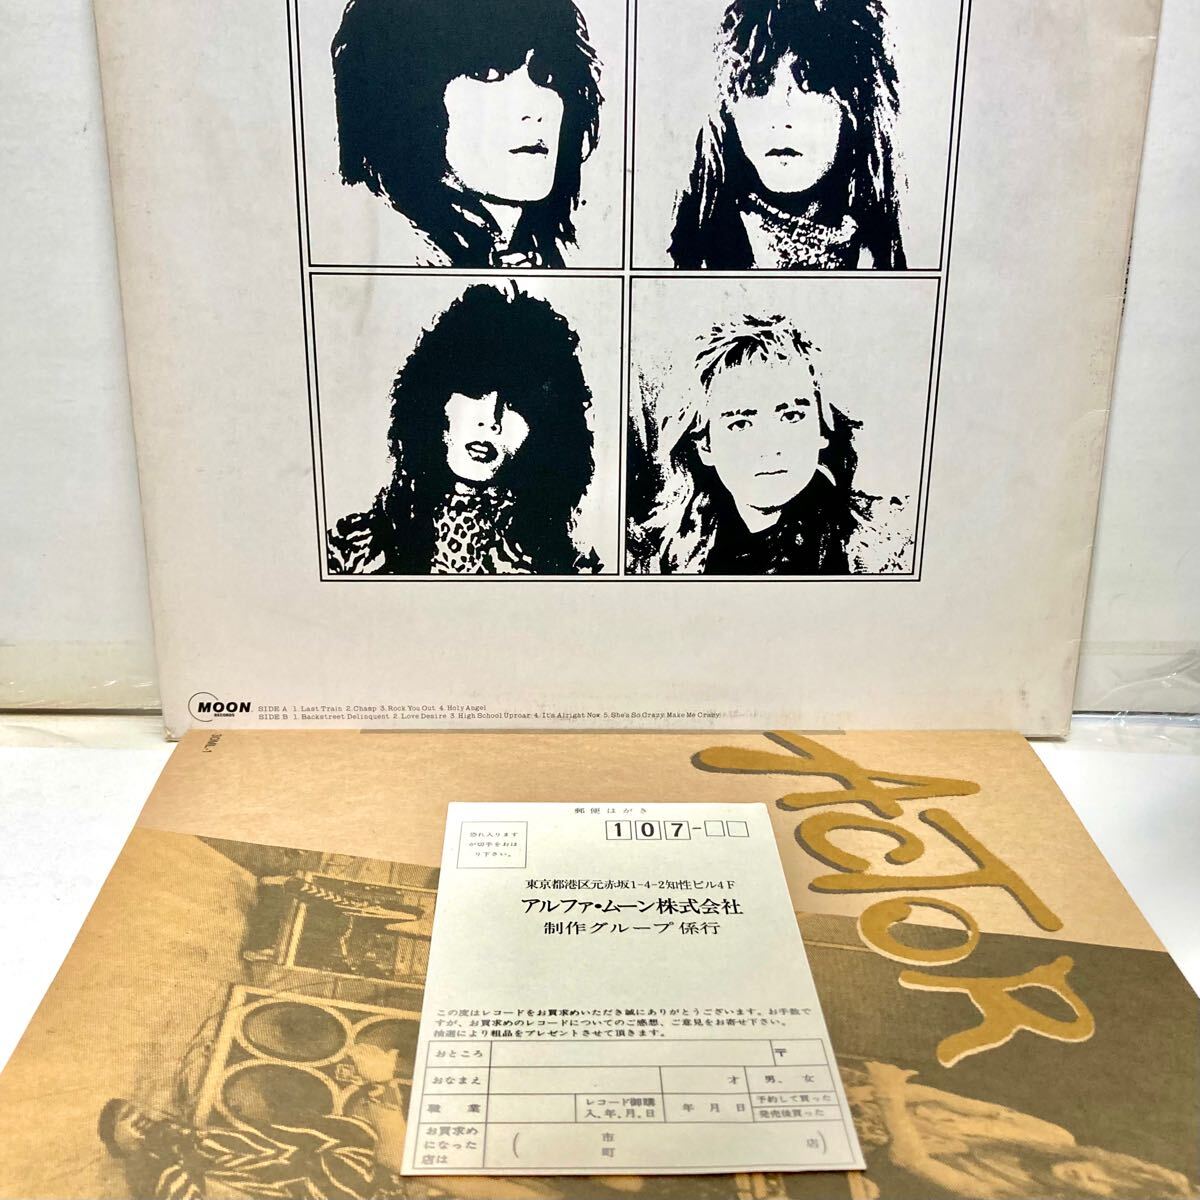 MOON
RECORDS
SIDE A 1. Last Train 2. Champ 3. Rock You Out 4. Holy Angel
SIDE B 1. Backstreet Delinquent 2. Love Desire 3. High School Uproar 4. It's Alright Now 5. She's So Crazy, Make Me Crazy
30ML-1
ACTOR
郵便はがき
恐れ入りますが切手をおはり下さい。
107-
東京都港区元赤坂1-4-2知性ビル4F
アルファ・ムーン株式会社
制作グループ 係行
この度はレコードをお買求めいただき誠にありがとうございます。お手数で
すが、お買求めのレコードについてのご感想、ご意見をお寄せ下さい。
抽選により粗品をプレゼントさせて頂きます。
おところ 〒
おなまえ 才 男、女
職業 レコード御購入、年、月、日 年 月 日 予約して買った 発売後買った
お買求めになった店は ( 市 町 店 )